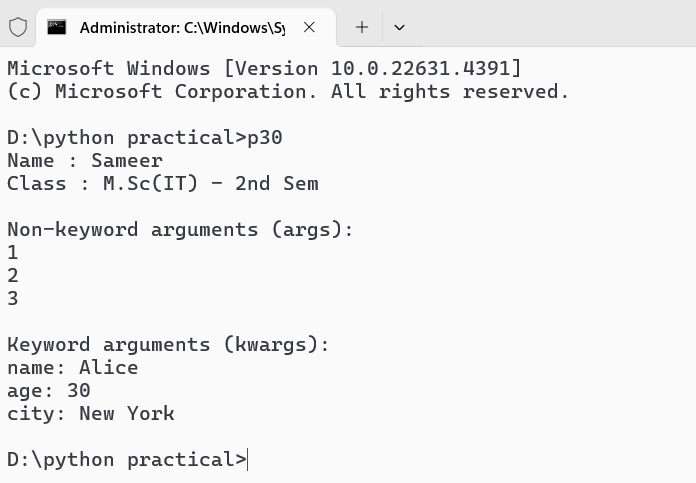 Administrator: C:\Windows\Sy
Microsoft Windows [Version 10.0.22631.4391]
(c) Microsoft Corporation. All rights reserved.
D:\python practical>p30
Name : Sameer
Class : M.Sc(IT) - 2nd Sem
Non-keyword arguments (args):
1
2
3
Keyword arguments (kwargs):
name: Alice
age: 30
city: New York
D:\python practical>